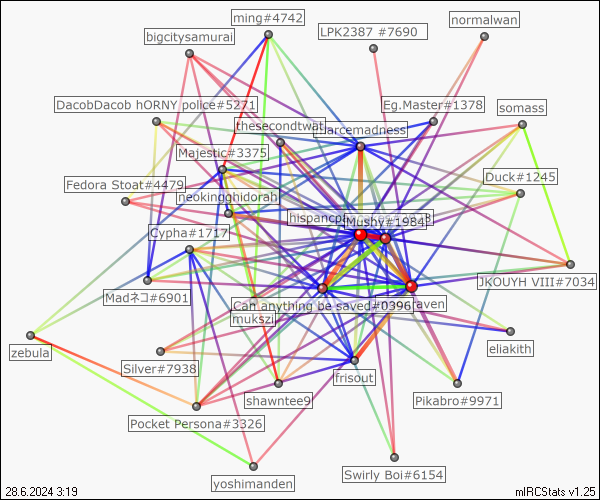 ming#4742
normalwan
LPK2387 #7690
bigcitysamurai
DacobDacob hORNY police#5271
Eg.Master#1378
somass
thesecondtwat
larcemadness
Majestic#3375
Duck#1245
Fedora Stoat#4479
neokingghidorah
hispancp
Mushy#1984
Cypha#1717
JKOUYH VIII#7034
Madネコ#6901
Can anything be saved#0396
raven
mukszi
eliakith
zebula
Silver#7938
frisout
shawntee9
Pikabro#9971
Pocket Persona#3326
Swirly Boi#6154
yoshimanden
28.6.2024 3:19
mIRCStats v1.25